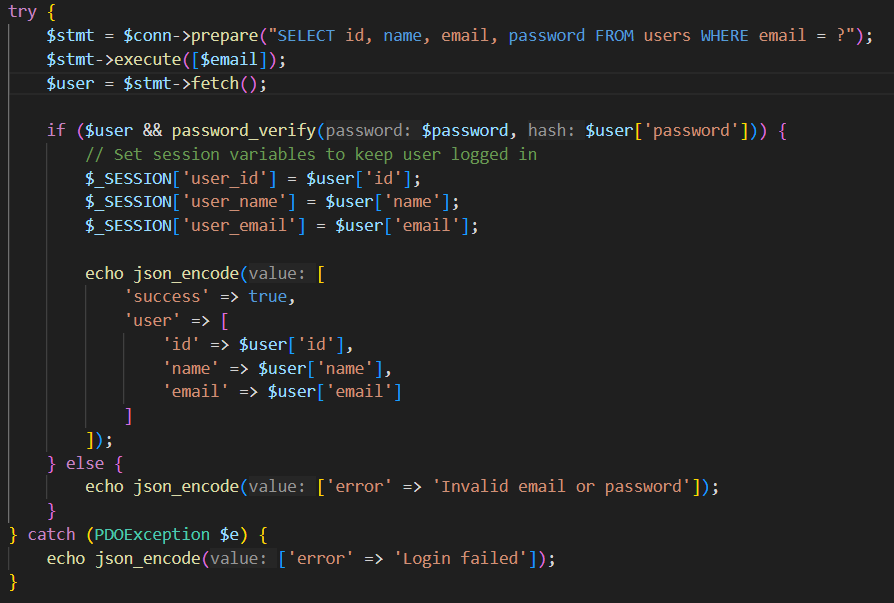 try {
    $stmt = $conn->prepare("SELECT id, name, email, password FROM users WHERE email = ?");
    $stmt->execute([$email]);
    $user = $stmt->fetch();

    if ($user && password_verify(password: $password, hash: $user['password'])) {
        // Set session variables to keep user logged in
        $_SESSION['user_id'] = $user['id'];
        $_SESSION['user_name'] = $user['name'];
        $_SESSION['user_email'] = $user['email'];

        echo json_encode(value: [
            'success' => true,
            'user' => [
                'id' => $user['id'],
                'name' => $user['name'],
                'email' => $user['email']
            ]
        ]);
    } else {
        echo json_encode(value: ['error' => 'Invalid email or password']);
    }
} catch (PDOException $e) {
    echo json_encode(value: ['error' => 'Login failed']);
}